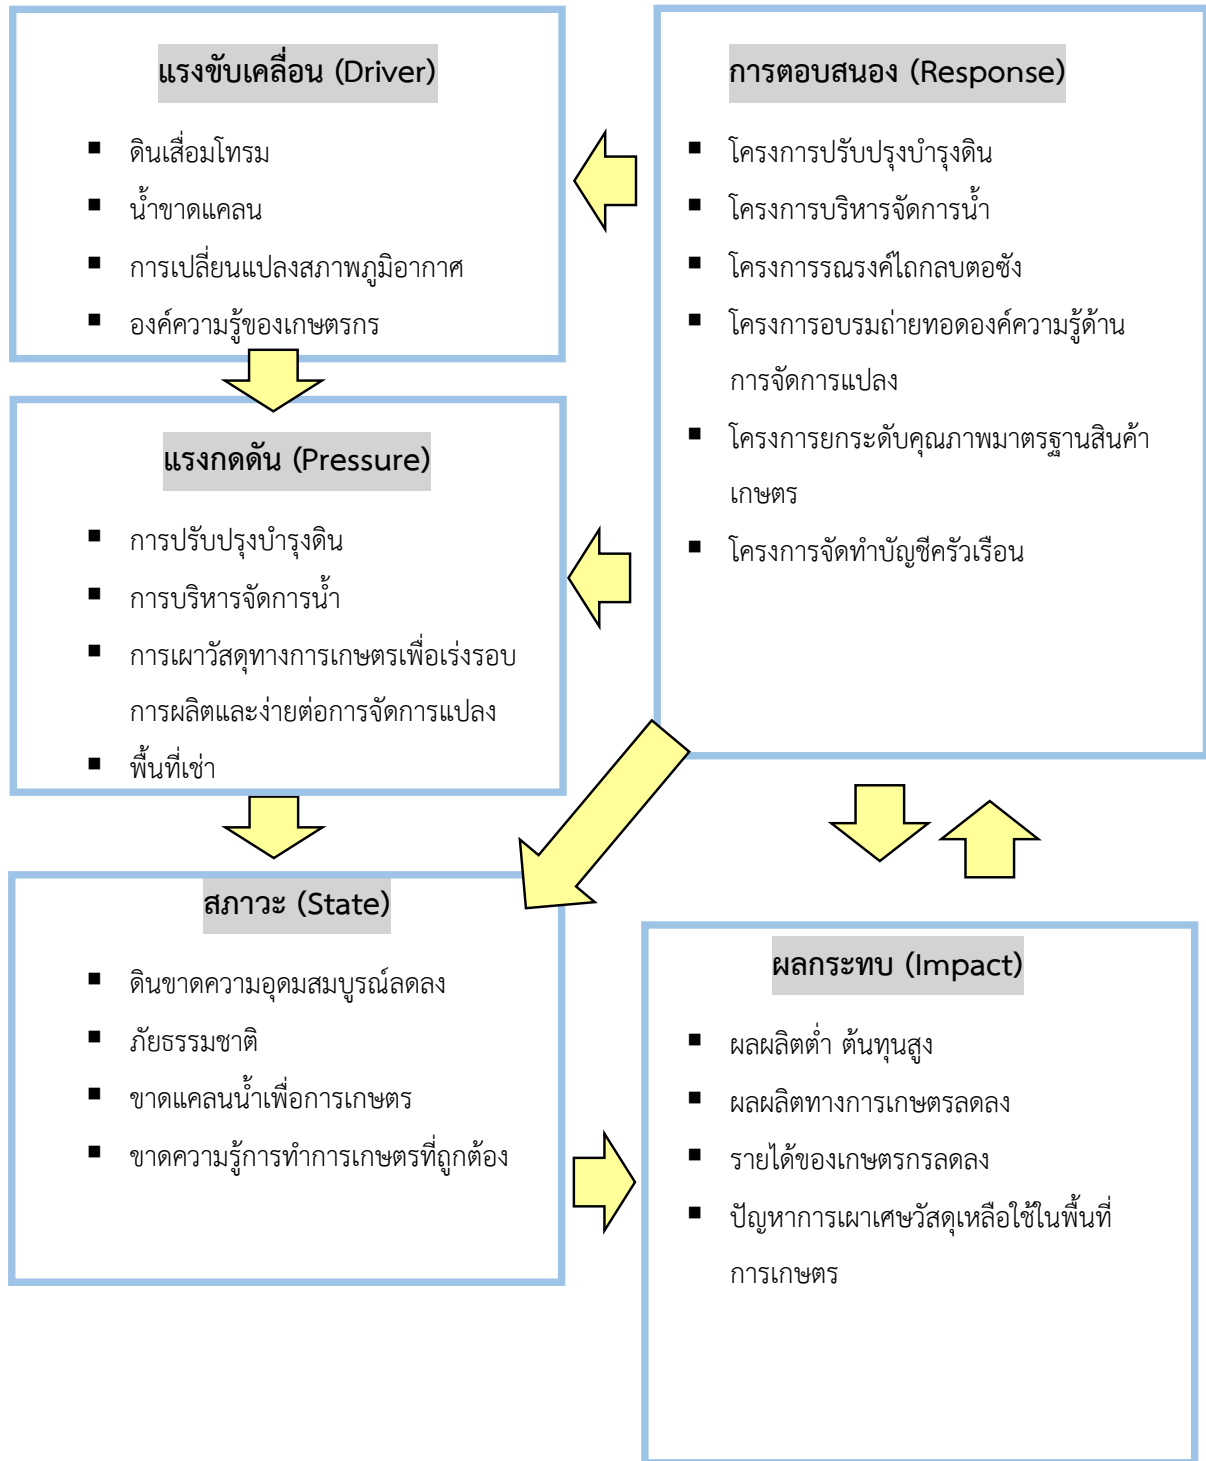 แรงขับเคลื่อน (Driver)
▪ ดินเสื่อมโทรม
▪ น้ำขาดแคลน
▪ การเปลี่ยนแปลงสภาพภูมิอากาศ
▪ องค์ความรู้ของเกษตรกร
แรงกดดัน (Pressure)
▪ การปรับปรุงบำรุงดิน
▪ การบริหารจัดการน้ำ
▪ การเผาวัสดุทางการเกษตรเพื่อเร่งรอบ
การผลิตและง่ายต่อการจัดการแปลง
▪ พื้นที่เช่า
สภาวะ (State)
▪ ดินขาดความอุดมสมบูรณ์ลดลง
▪ ภัยธรรมชาติ
▪ ขาดแคลนน้ำเพื่อการเกษตร
▪ ขาดความรู้การทำการเกษตรที่ถูกต้อง
การตอบสนอง (Response)
▪ โครงการปรับปรุงบำรุงดิน
▪ โครงการบริหารจัดการน้ำ
▪ โครงการรณรงค์ไถกลบตอซัง
▪ โครงการอบรมถ่ายทอดองค์ความรู้ด้าน
การจัดการแปลง
▪ โครงการยกระดับคุณภาพมาตรฐานสินค้า
เกษตร
▪ โครงการจัดทำบัญชีครัวเรือน
ผลกระทบ (Impact)
▪ ผลผลิตต่ำ ต้นทุนสูง
▪ ผลผลิตทางการเกษตรลดลง
▪ รายได้ของเกษตรกรลดลง
▪ ปัญหาการเผาเศษวัสดุเหลือใช้ในพื้นที่
การเกษตร